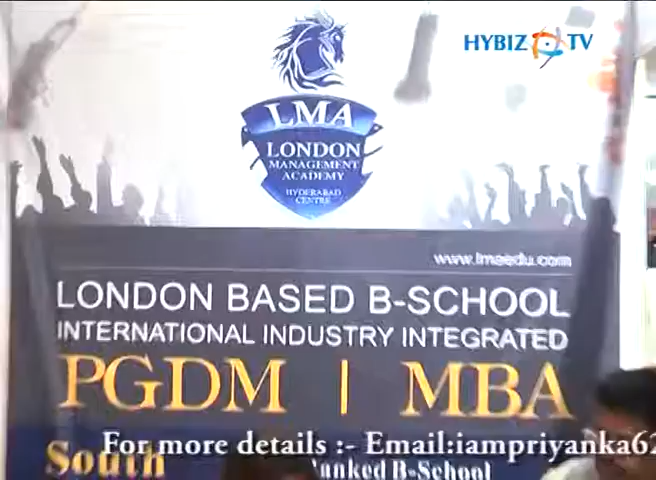 HYBIZ TV
LMA
LONDON
MANAGEMENT
ACADEMY
HYDERABAD
CENTRE
www.lmaedu.com
LONDON BASED B-SCHOOL
INTERNATIONAL INDUSTRY INTEGRATED
PGDM | MBA
For more details :- Email:iampriyanka62
South
B-School